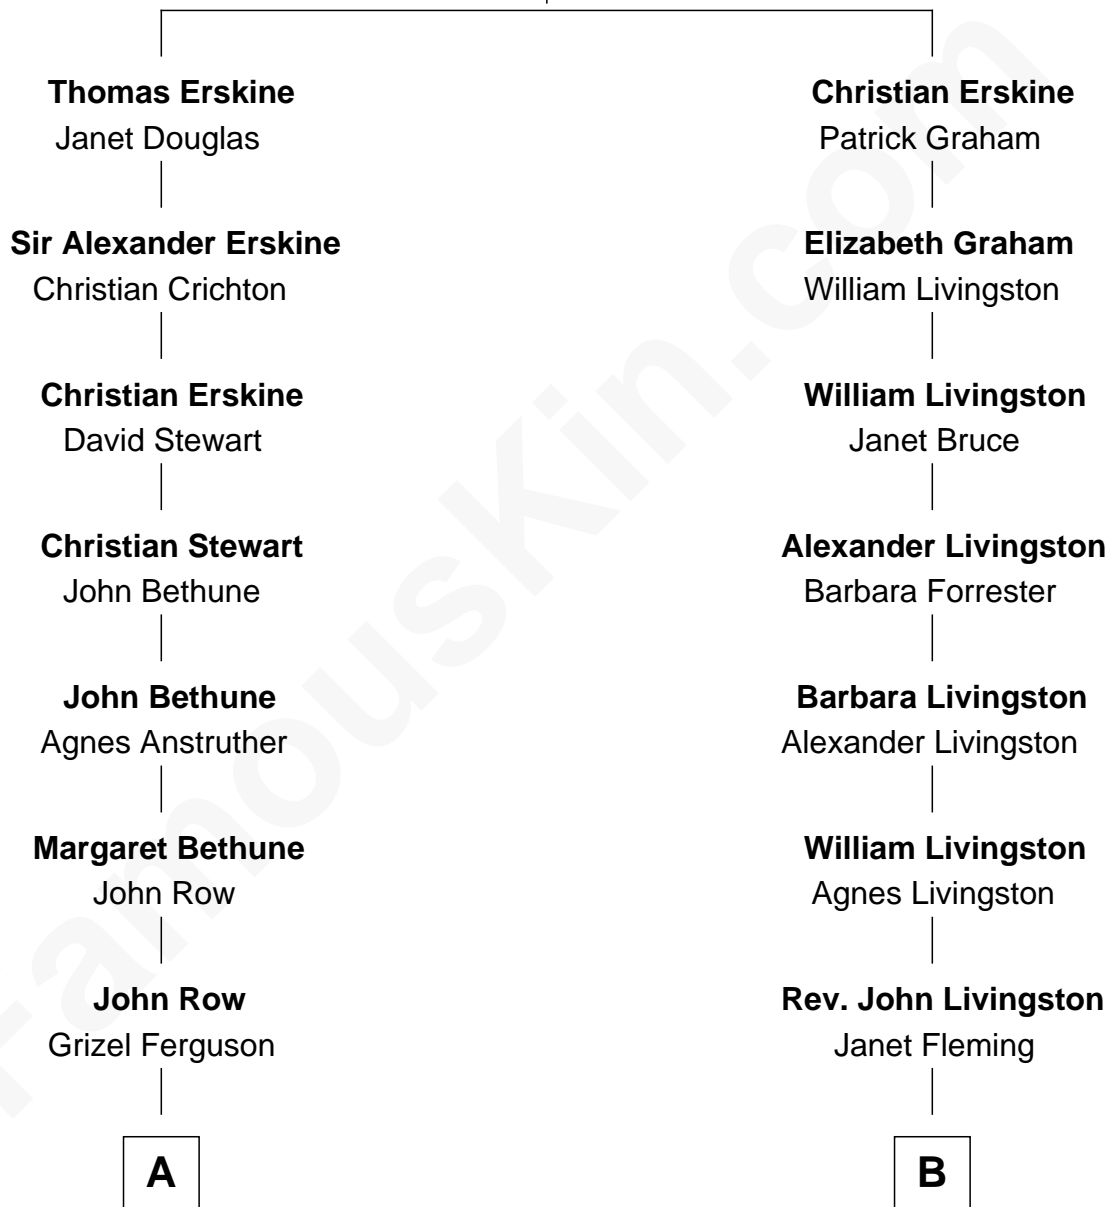 Thomas Erskine
Janet Douglas
Sir Alexander Erskine
Christian Crichton
Christian Erskine
David Stewart
Christian Stewart
John Bethune
John Bethune
Agnes Anstruther
Margaret Bethune
John Row
John Row
Grizel Ferguson
A
Christian Erskine
Patrick Graham
Elizabeth Graham
William Livingston
William Livingston
Janet Bruce
Alexander Livingston
Barbara Forrester
Barbara Livingston
Alexander Livingston
William Livingston
Agnes Livingston
Rev. John Livingston
Janet Fleming
B
FamousKin.com